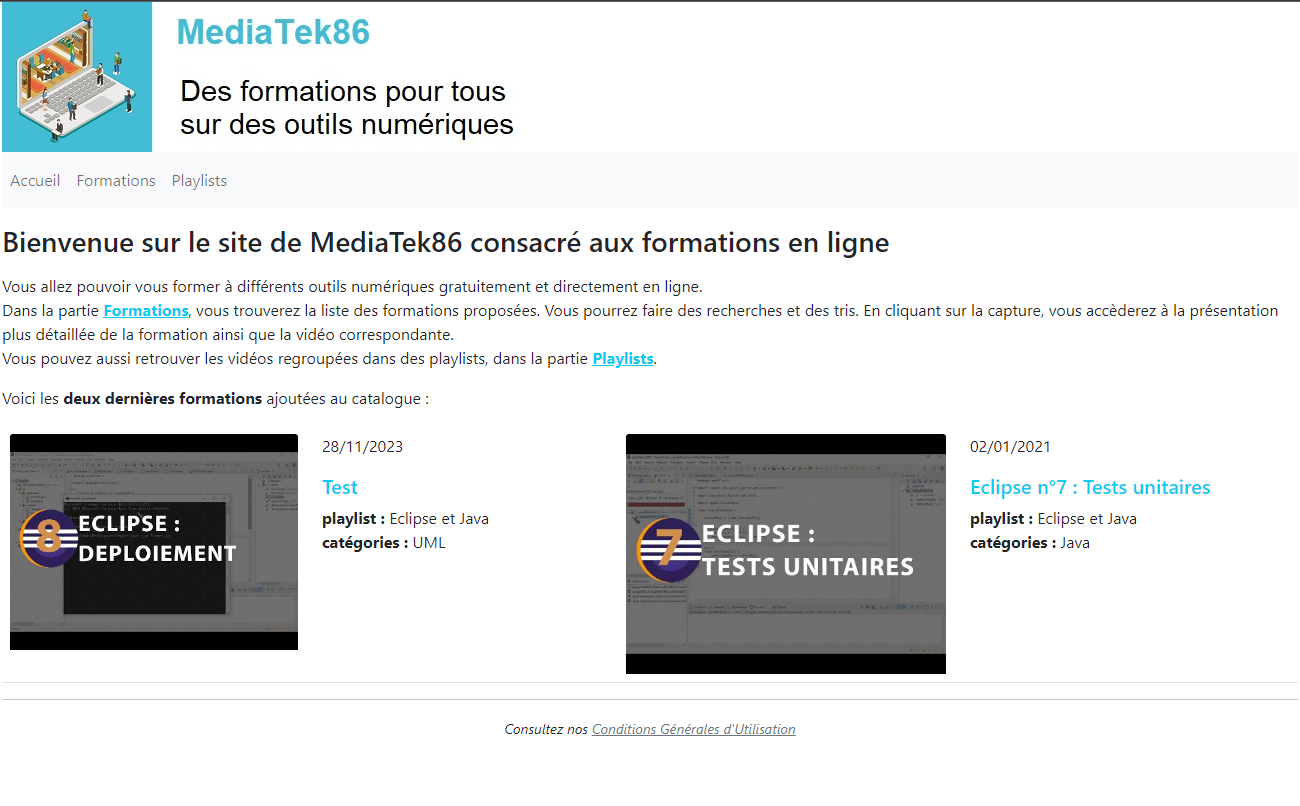 MediaTek86
Des formations pour tous
sur des outils numériques
Accueil Formations Playlists
Bienvenue sur le site de MediaTek86 consacré aux formations en ligne
Vous allez pouvoir vous former à différents outils numériques gratuitement et directement en ligne.
Dans la partie Formations, vous trouverez la liste des formations proposées. Vous pourrez faire des recherches et des tris. En cliquant sur la capture, vous accèderez à la présentation
plus détaillée de la formation ainsi que la vidéo correspondante.
Vous pouvez aussi retrouver les vidéos regroupées dans des playlists, dans la partie Playlists.
Voici les deux dernières formations ajoutées au catalogue :
8 ECLIPSE :
DEPLOIEMENT
28/11/2023
Test
playlist : Eclipse et Java
catégories : UML
7 ECLIPSE :
TESTS UNITAIRES
02/01/2021
Eclipse n°7 : Tests unitaires
playlist : Eclipse et Java
catégories : Java
Consultez nos Conditions Générales d'Utilisation